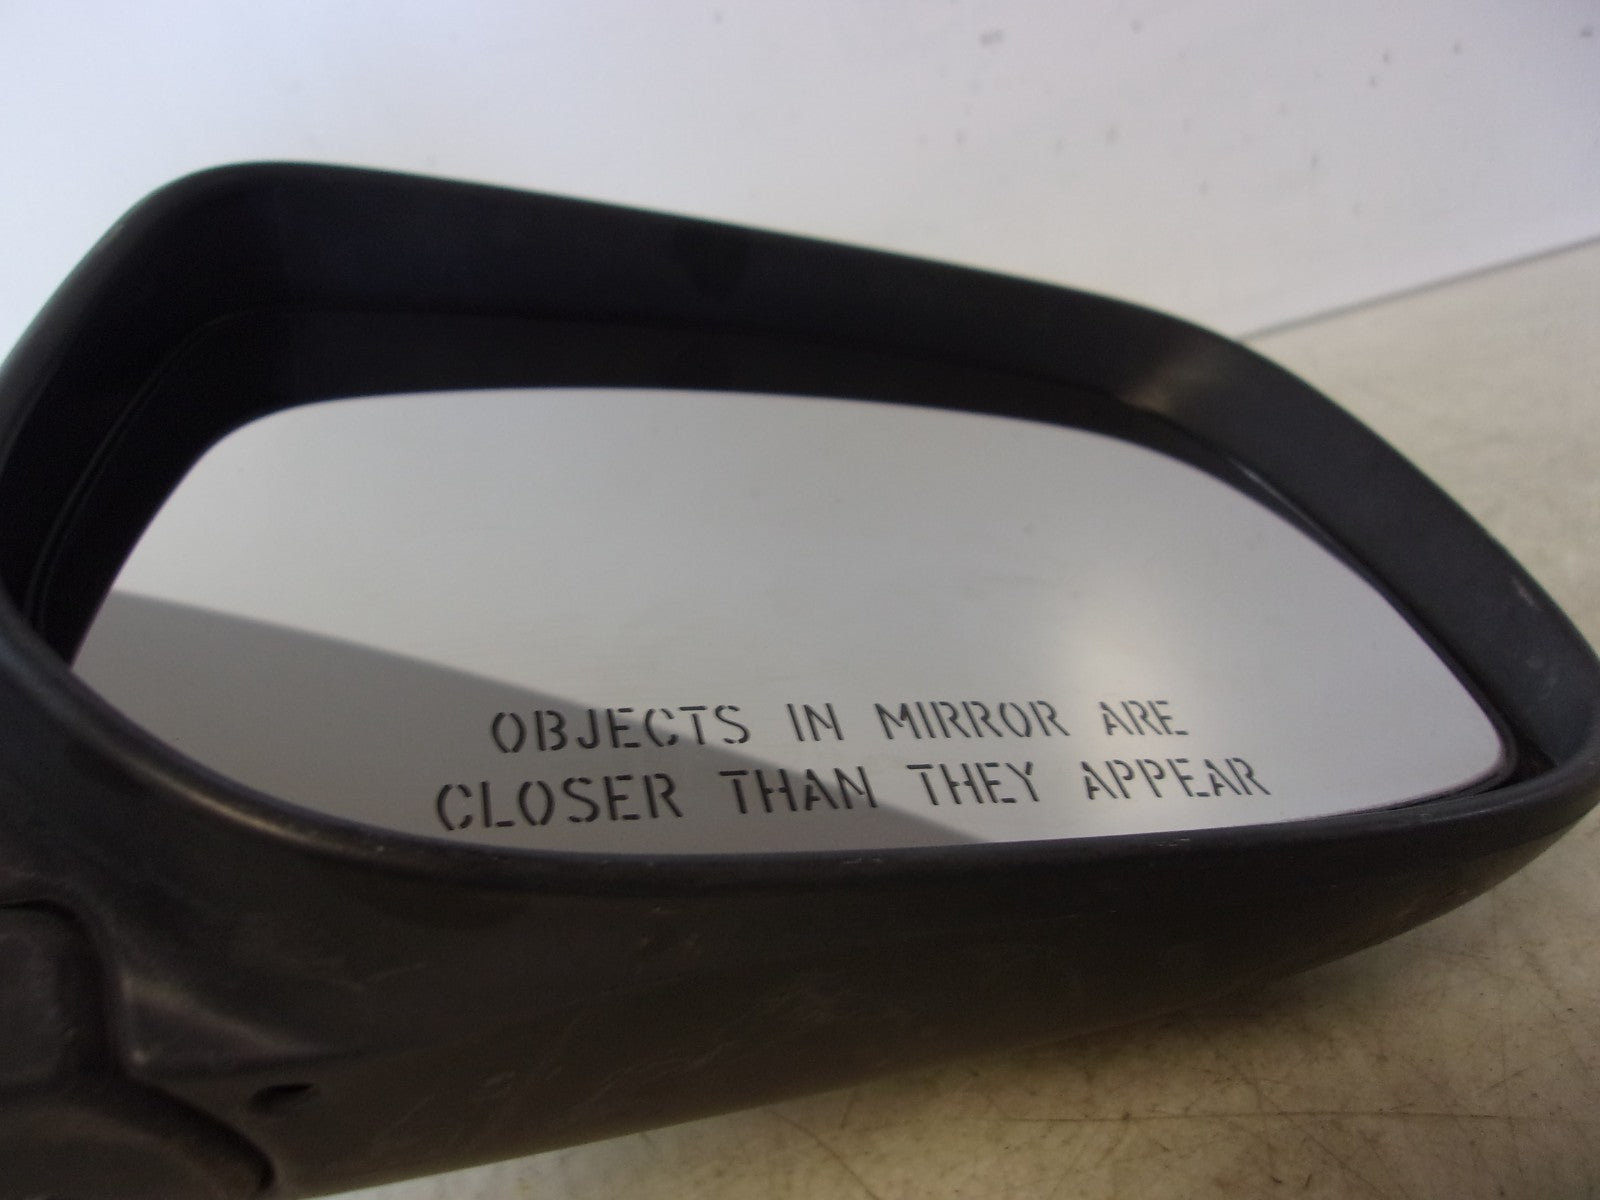 OBJECTS IN MIRROR ARE
CLOSER THAN THEY APPEAR